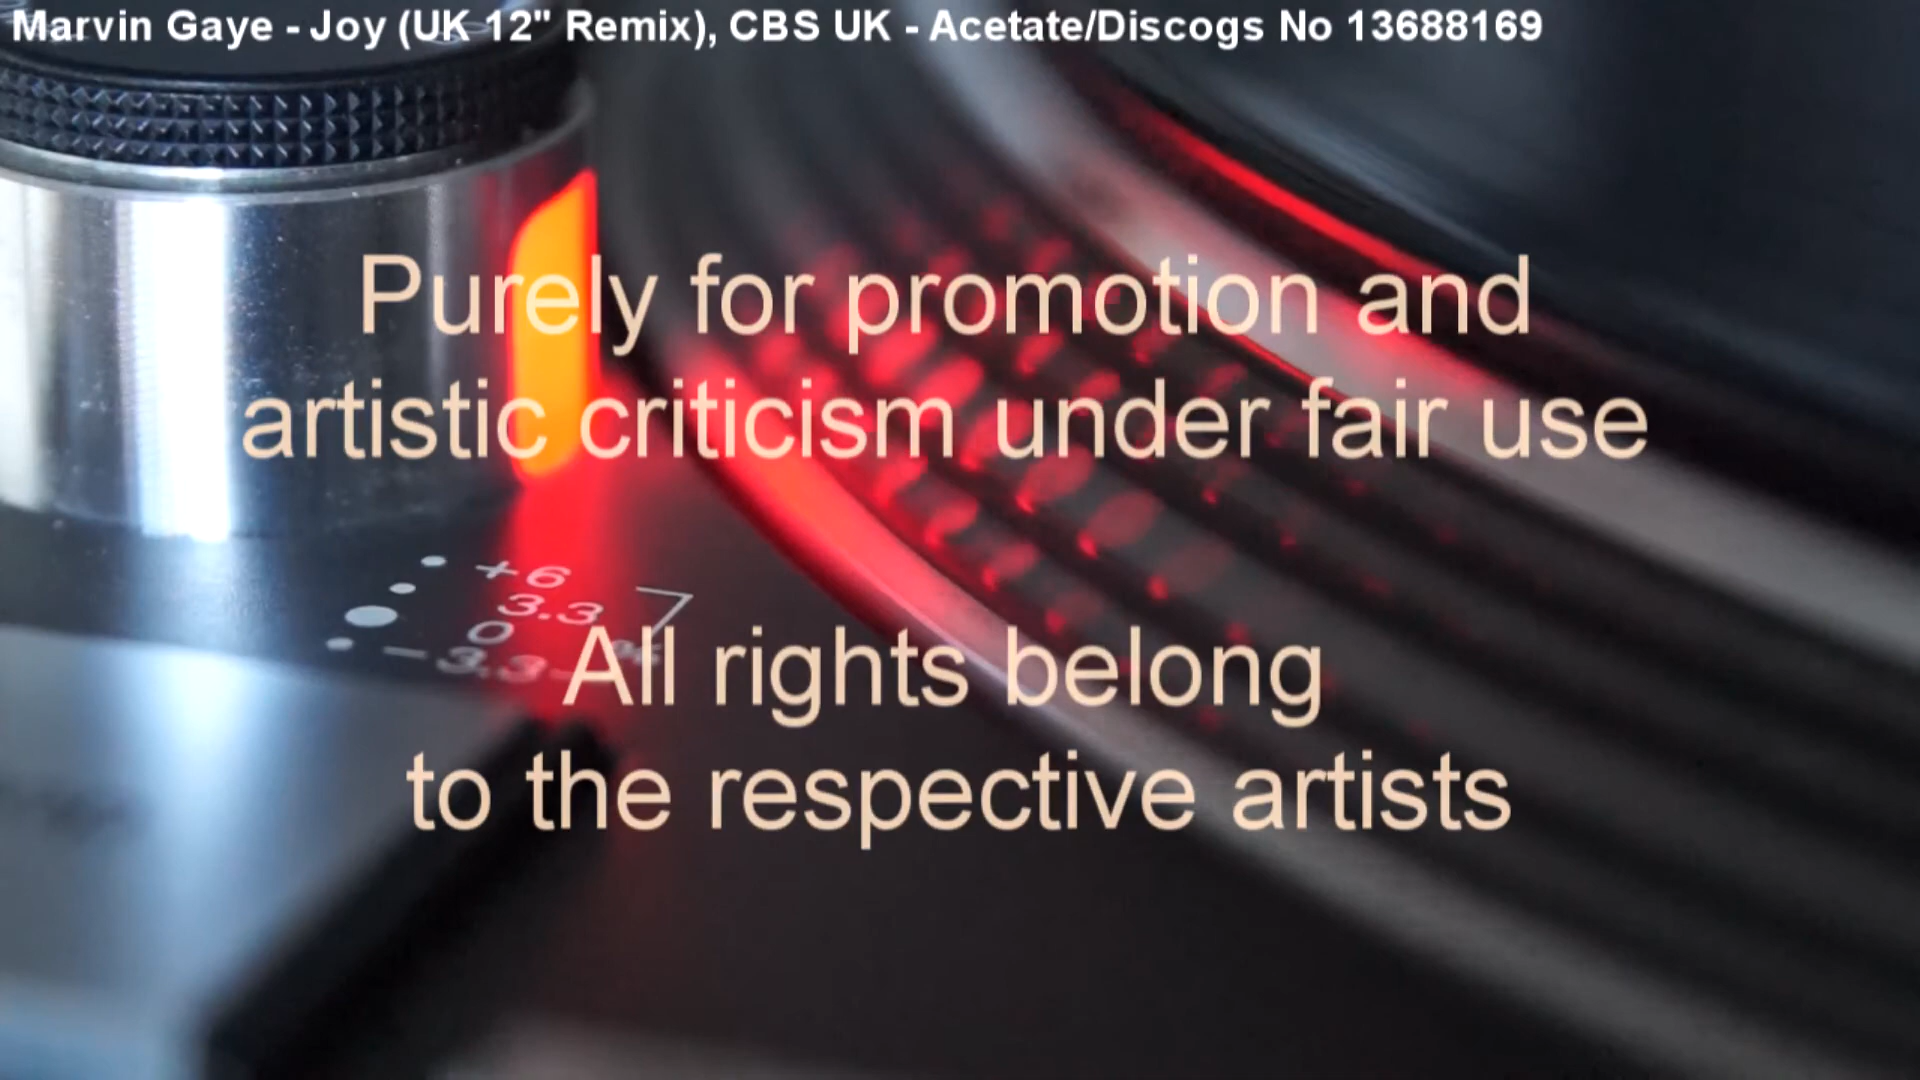 Marvin Gaye - Joy (UK 12" Remix), CBS UK - Acetate/Discogs No 13688169
Purely for promotion and
artistic criticism under fair use
+6
3.3
0
-3.3
All rights belong
to the respective artists